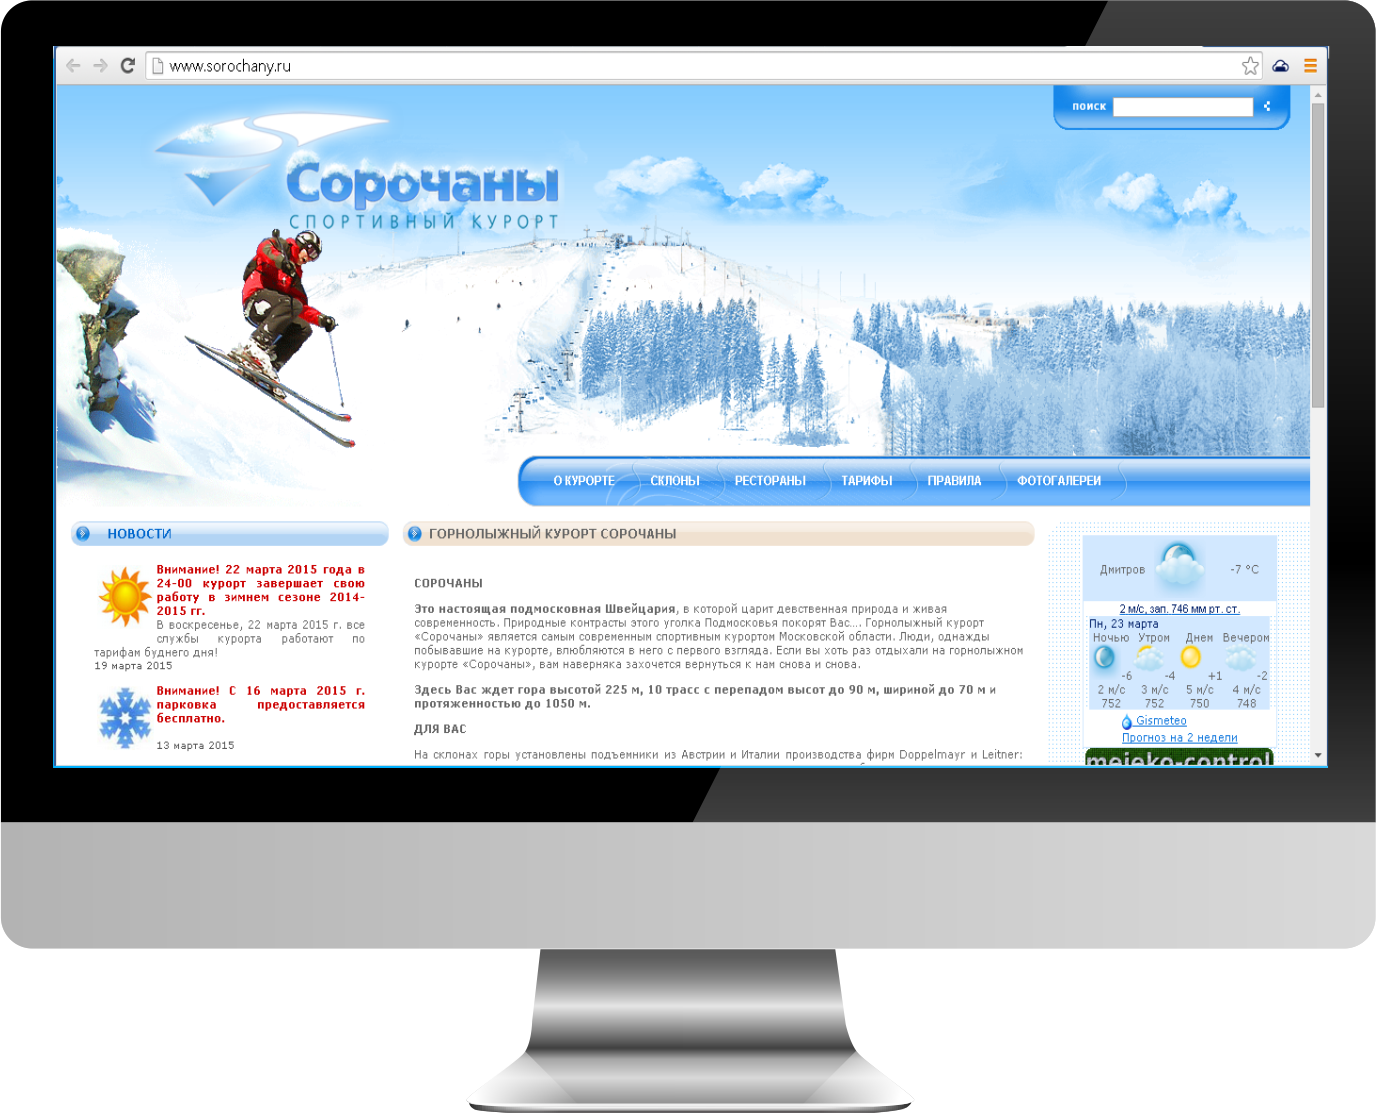 www.sorochany.ru
поиск
Сорочаны
СПОРТИВНЫЙ КУРОРТ
О КУРОРТЕ СКЛОНЫ РЕСТОРАНЫ ТАРИФЫ ПРАВИЛА ФОТОГАЛЕРЕИ
НОВОСТИ
Внимание! 22 марта 2015 года в
24-00 курорт завершает свою
работу в зимнем сезоне 2014-
2015 гг.
В воскресенье, 22 марта 2015 г. все
службы курорта работают по
тарифам буднего дня!
19 марта 2015
Внимание! С 16 марта 2015 г.
парковка предоставляется
бесплатно.
13 марта 2015
ГОРНОЛЫЖНЫЙ КУРОРТ СОРОЧАНЫ
СОРОЧАНЫ
Это настоящая подмосковная Швейцария, в которой царит девственная природа и живая
современность. Природные контрасты этого уголка Подмосковья покорят Вас.... Горнолыжный курорт
«Сорочаны» является самым современным спортивным курортом Московской области. Люди, однажды
побывавшие на курорте, влюбляются в него с первого взгляда. Если вы хоть раз отдыхали на горнолыжном
курорте «Сорочаны», вам наверняка захочется вернуться к нам снова и снова.
Здесь Вас ждет гора высотой 225 м, 10 трасс с перепадом высот до 90 м, шириной до 70 м и
протяженностью до 1050 м.
ДЛЯ ВАС
На склонах горы установлены подъемники из Австрии и Италии производства фирм Doppelmayr и Leitner:
Дмитров -7 °C
2 м/с, зап. 746 мм рт. ст.
Пн, 23 марта
Ночью Утром Днем Вечером
-6 -4 +1 -2
2 м/с 3 м/с 5 м/с 4 м/с
752 752 750 748
Gismeteo
Прогноз на 2 недели
mejeko-control